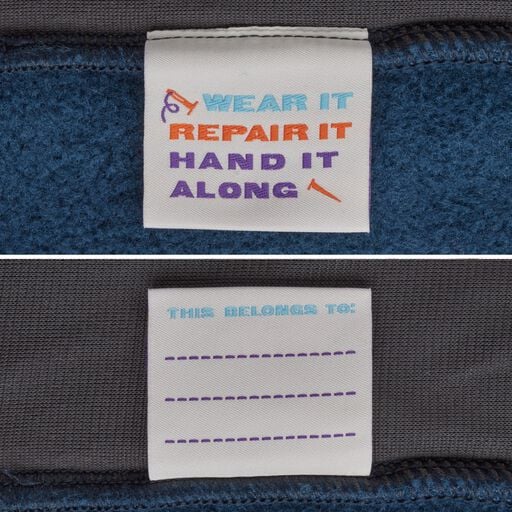 WEAR IT
REPAIR IT
HAND IT
ALONG
THIS BELONGS TO: